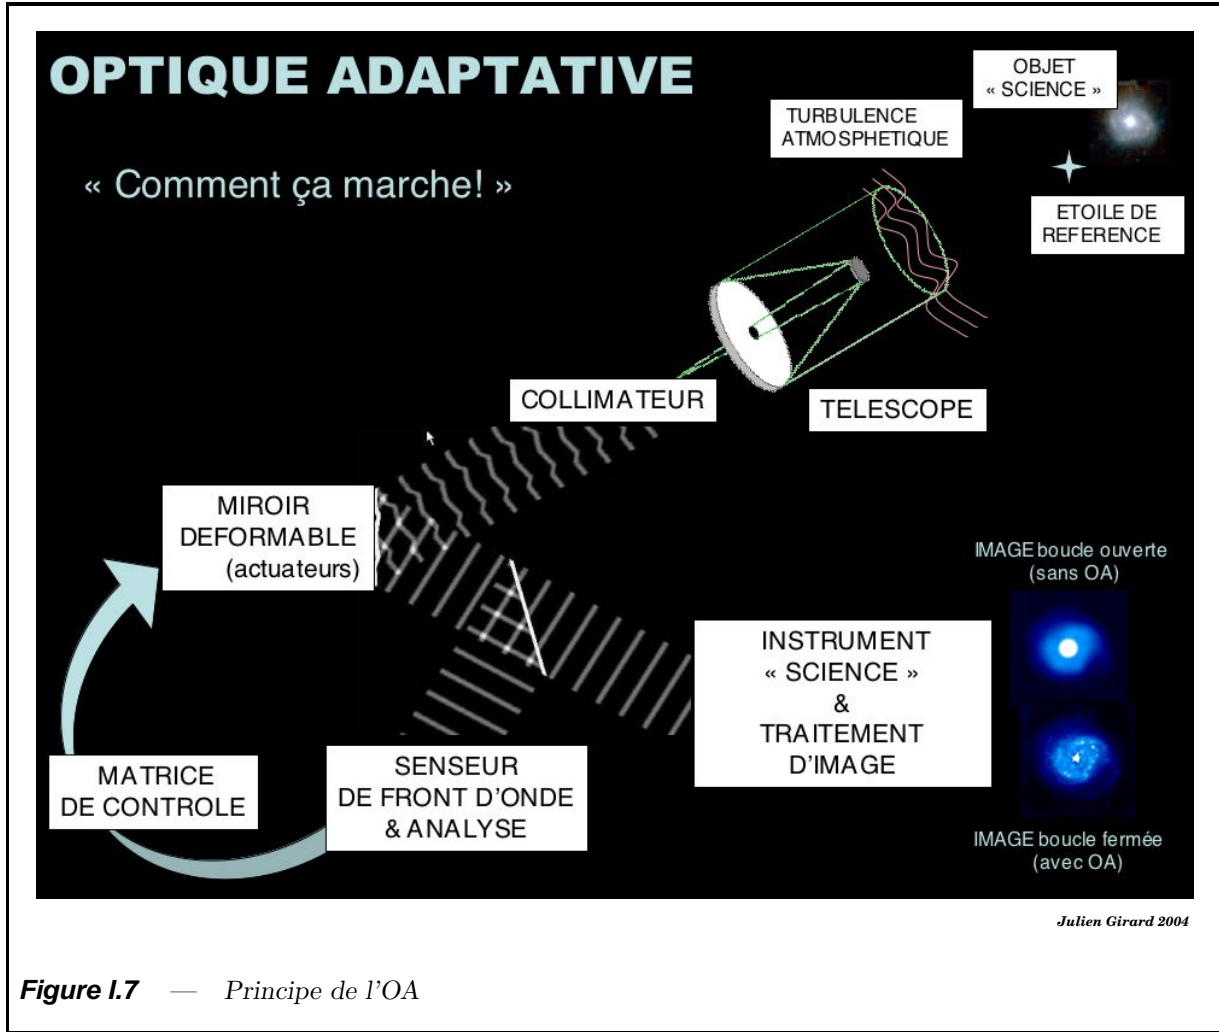 OPTIQUE ADAPTATIVE
« Comment ça marche! »
OBJET
« SCIENCE »
TURBULENCE
ATMOSPHETIQUE
ETOILE DE
REFERENCE
COLLIMATEUR
TELESCOPE
MIROIR
DEFORMABLE
(actuateurs)
IMAGE boucle ouverte
(sans OA)
INSTRUMENT
« SCIENCE »
&
TRAITEMENT
D'IMAGE
MATRICE
DE CONTROLE
SENSEUR
DE FRONT D'ONDE
& ANALYSE
IMAGE boucle fermée
(avec OA)
Julien Girard 2004
Figure I.7 — Principe de l'OA